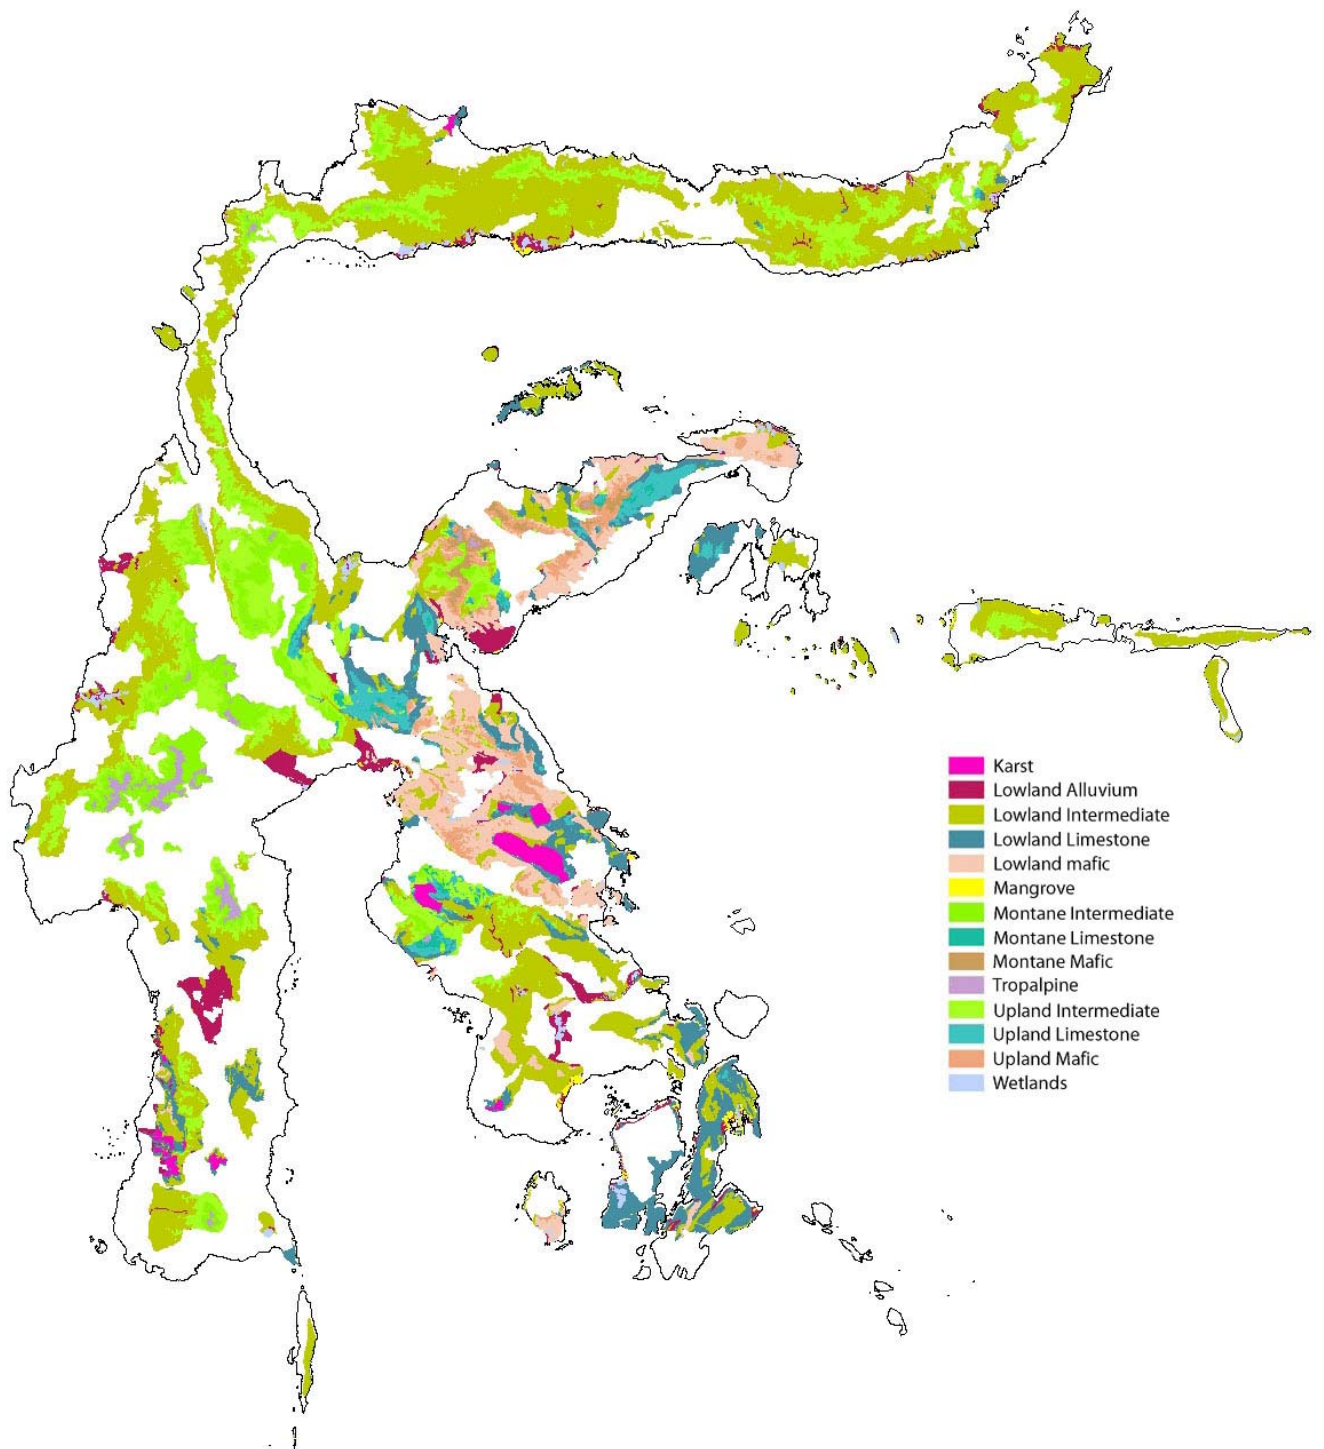 Karst
Lowland Alluvium
Lowland Intermediate
Lowland Limestone
Lowland mafic
Mangrove
Montane Intermediate
Montane Limestone
Montane Mafic
Tropalpine
Upland Intermediate
Upland Limestone
Upland Mafic
Wetlands